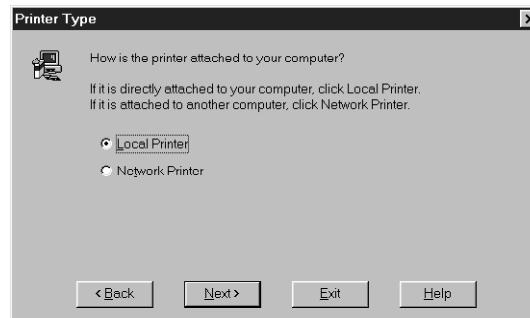 Printer Type
How is the printer attached to your computer?
If it is directly attached to your computer, click Local Printer.
If it is attached to another computer, click Network Printer.
Local Printer
Network Printer
< Back Next > Exit Help